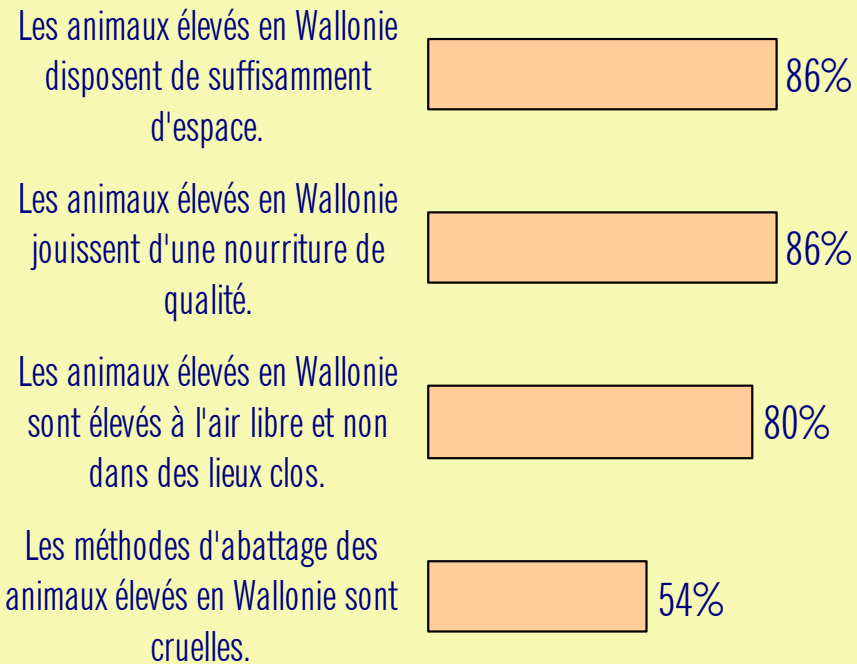 Les animaux élevés en Wallonie
disposent de suffisamment
d'espace.
86%
Les animaux élevés en Wallonie
jouissent d'une nourriture de
qualité.
86%
Les animaux élevés en Wallonie
sont élevés à l'air libre et non
dans des lieux clos.
80%
Les méthodes d'abattage des
animaux élevés en Wallonie sont
cruelles.
54%